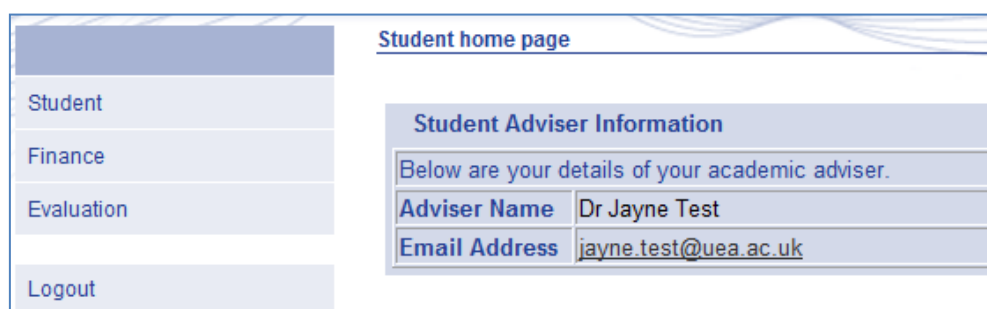 Student home page
Student
Finance
Evaluation
Logout
Student Adviser Information
Below are your details of your academic adviser.
Adviser Name Dr Jayne Test
Email Address jayne.test@uea.ac.uk